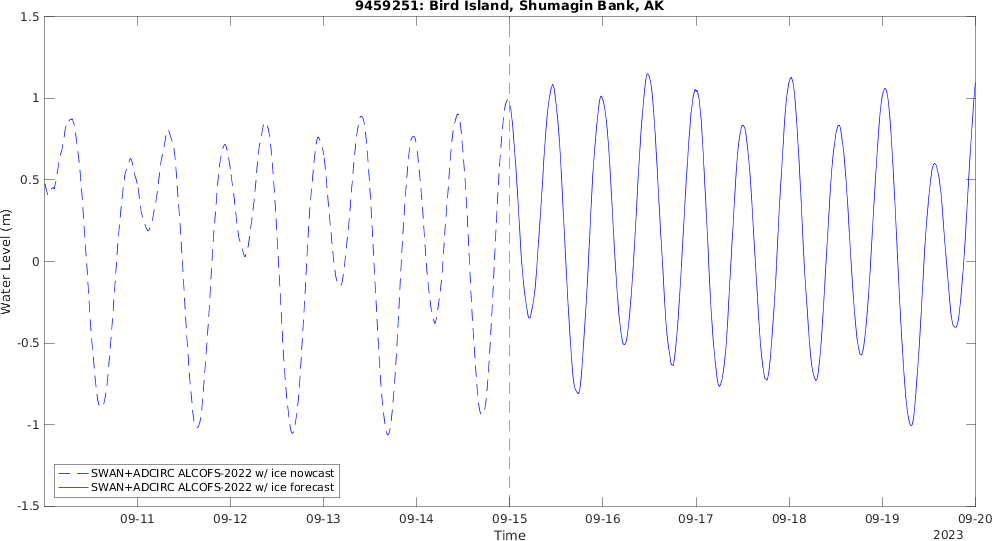 9459251: Bird Island, Shumagin Bank, AK
1.5
1
0.5
0
-0.5
-1
-1.5
Water Level (m)
SWAN+ADCIRC ALCOFS-2022 w/ ice nowcast
SWAN+ADCIRC ALCOFS-2022 w/ ice forecast
09-11 09-12 09-13 09-14 09-15 09-16 09-17 09-18 09-19 09-20
Time
2023